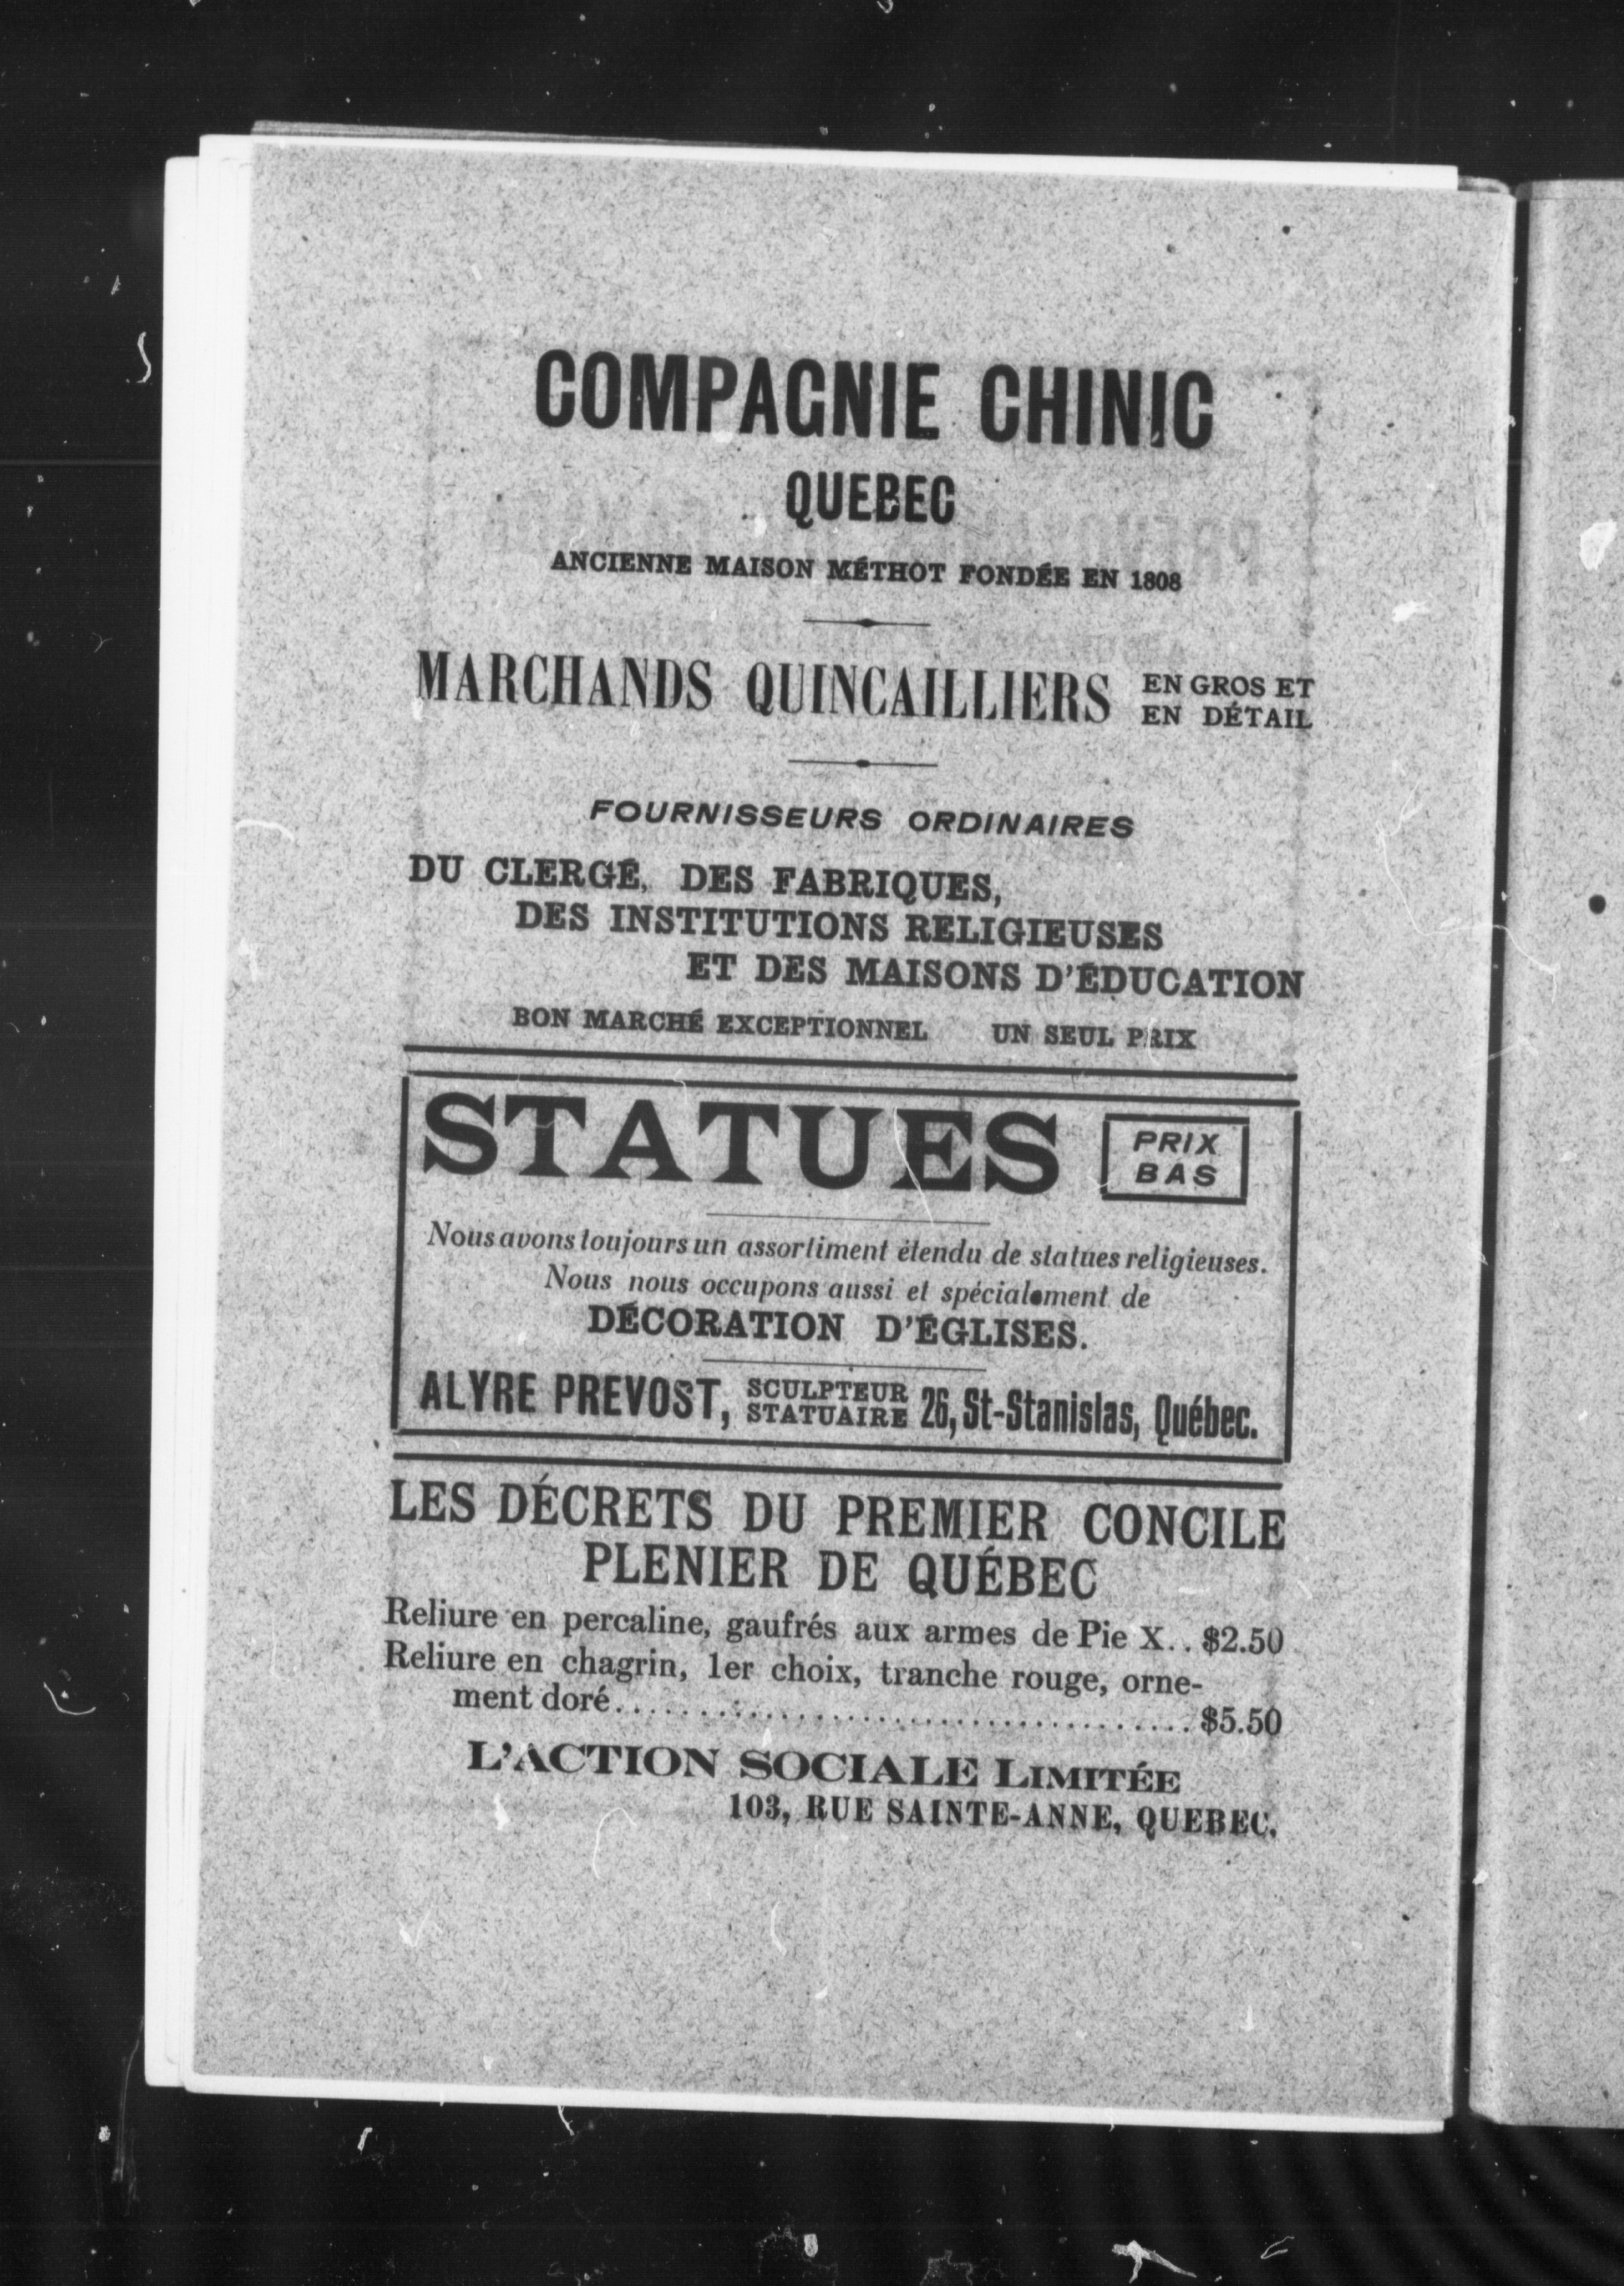 COMPAGNIE CHINIC
QUEBEC
ANCIENNE MAISON MÉTHOT FONDÉE EN 1808
MARCHANDS QUINCAILLIERS EN GROS ET
EN DÉTAIL
FOURNISSEURS ORDINAIRES
DU CLERGÉ, DES FABRIQUES,
DES INSTITUTIONS RELIGIEUSES
ET DES MAISONS D'ÉDUCATION
BON MARCHÉ EXCEPTIONNEL UN SEUL PRIX
STATUES PRIX
BAS
Nous avons toujours un assortiment étendu de statues religieuses.
Nous nous occupons aussi et spécialement de
DÉCORATION D'ÉGLISES.
ALYRE PREVOST, SCULPTEUR
STATUAIRE 26, St-Stanislas, Québec.
LES DÉCRETS DU PREMIER CONCILE
PLENIER DE QUÉBEC
Reliure en percaline, gaufrés aux armes de Pie X.. $2.50
Reliure en chagrin, 1er choix, tranche rouge, orne-
ment doré.................................... $5.50
L'ACTION SOCIALE LIMITÉE
103, RUE SAINTE-ANNE, QUEBEC.